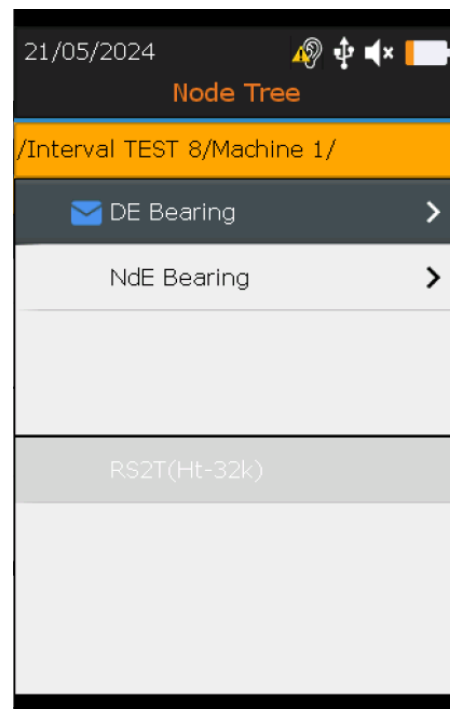 21/05/2024
Node Tree
/Interval TEST 8/Machine 1/
DE Bearing
NdE Bearing
RS2T(Ht-32k)